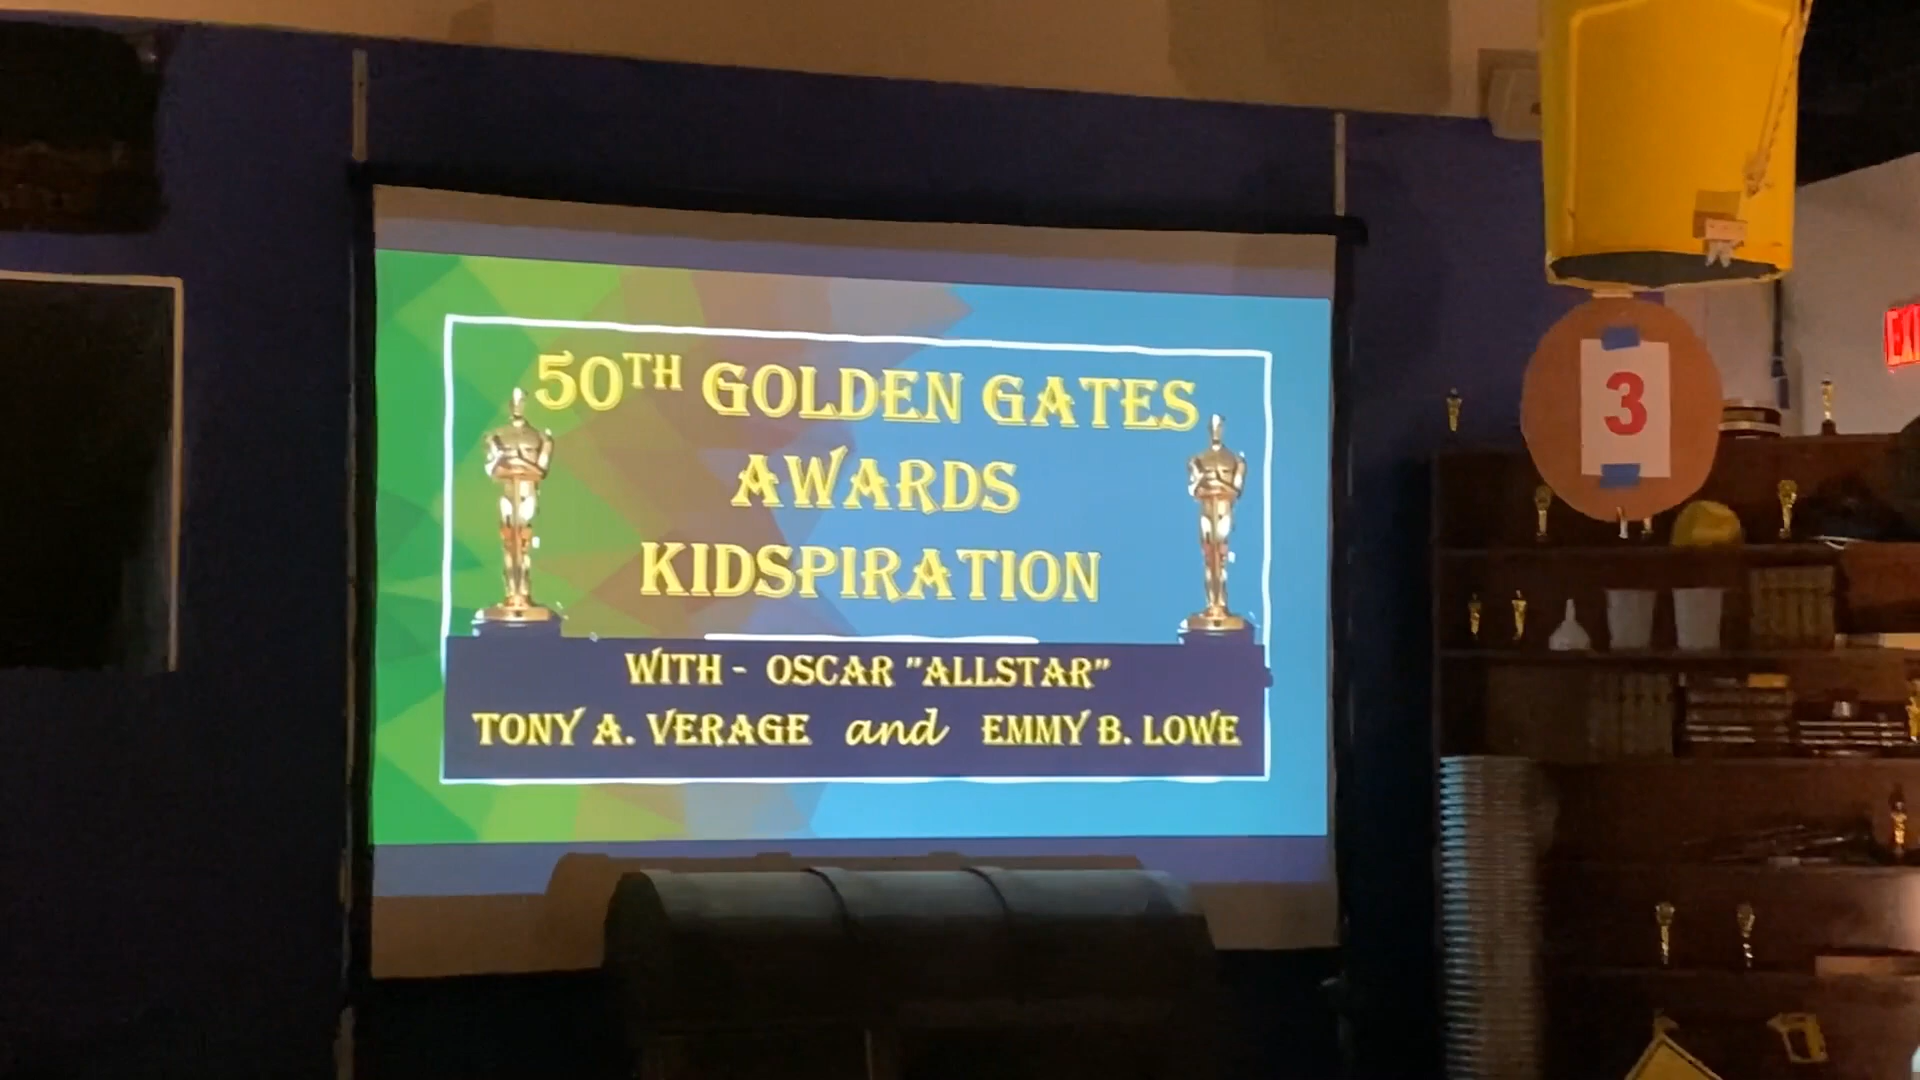 50TH GOLDEN GATES
AWARDS
KIDSPIRATION
WITH - OSCAR "ALLSTAR"
TONY A. VERAGE and EMMY B. LOWE
3